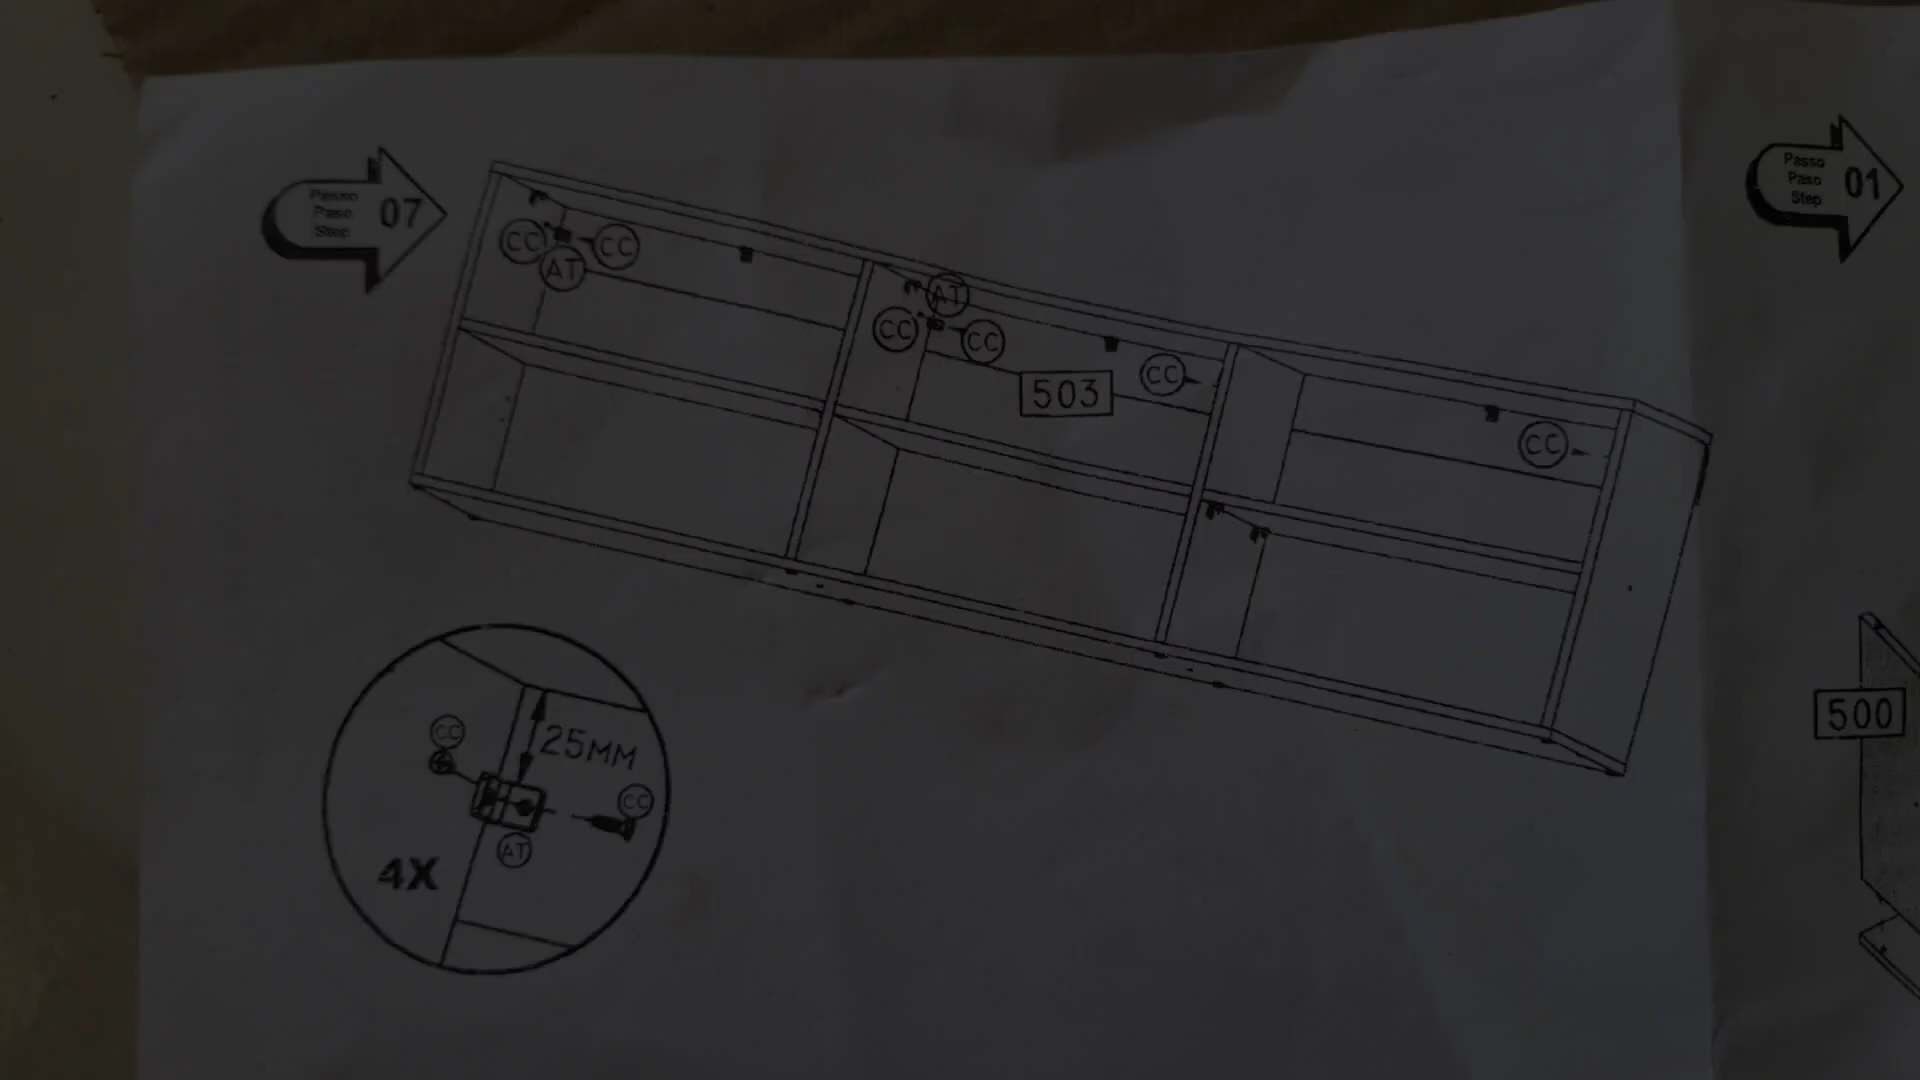 Passo
Paso
Step
07
CC
CC
AT
AT
CC
CC
503
CC
CC
CC
25MM
CC
AT
4X
Passo
Paso
Step
01
500